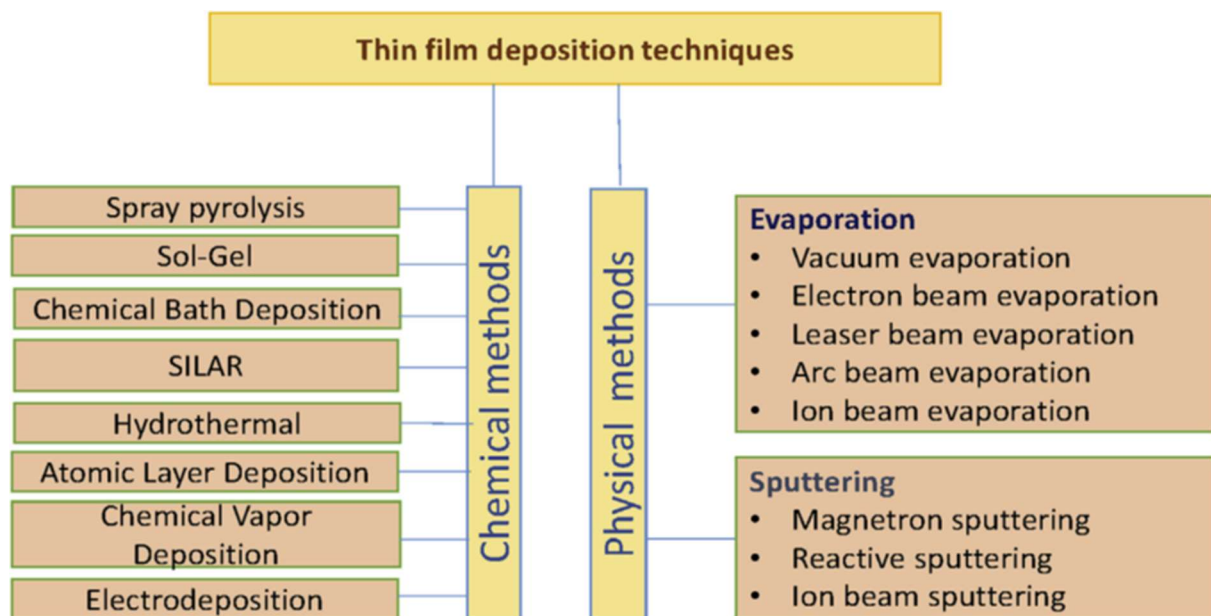 Thin film deposition techniques
Spray pyrolysis
Sol-Gel
Chemical Bath Deposition
SILAR
Hydrothermal
Atomic Layer Deposition
Chemical Vapor
Deposition
Electrodeposition
Chemical methods
Physical methods
Evaporation
• Vacuum evaporation
• Electron beam evaporation
• Leaser beam evaporation
• Arc beam evaporation
• Ion beam evaporation
Sputtering
• Magnetron sputtering
• Reactive sputtering
• Ion beam sputtering